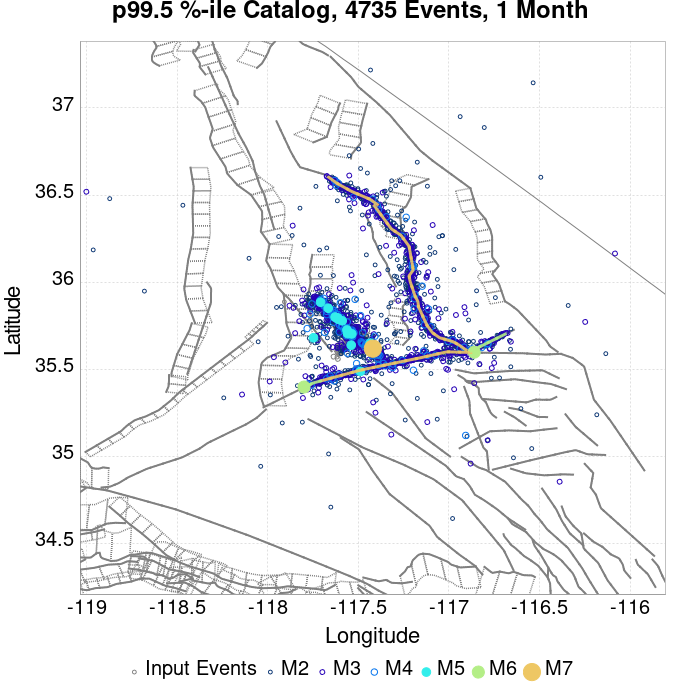 p99.5 %-ile Catalog, 4735 Events, 1 Month
37
36.5
36
35.5
35
34.5
Latitude
-119 -118.5 -118 -117.5 -117 -116.5 -116
Longitude
Input Events M2 M3 M4 M5 M6 M7